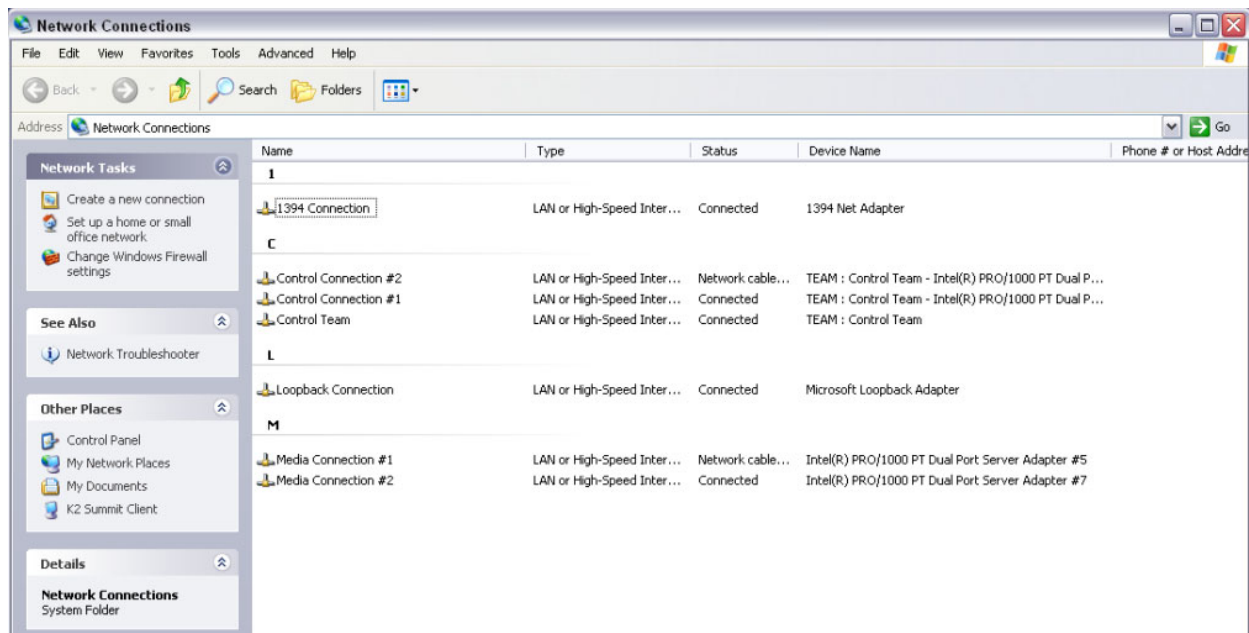 Network Connections
File Edit View Favorites Tools Advanced Help
Back Search Folders
Address Network Connections Go
Name Type Status Device Name Phone # or Host Addre
Network Tasks
Create a new connection
Set up a home or small
office network
Change Windows Firewall
settings
See Also
Network Troubleshooter
Other Places
Control Panel
My Network Places
My Documents
K2 Summit Client
Details
Network Connections
System Folder
1
1394 Connection LAN or High-Speed Inter... Connected 1394 Net Adapter
C
Control Connection #2 LAN or High-Speed Inter... Network cable... TEAM : Control Team - Intel(R) PRO/1000 PT Dual P...
Control Connection #1 LAN or High-Speed Inter... Connected TEAM : Control Team - Intel(R) PRO/1000 PT Dual P...
Control Team LAN or High-Speed Inter... Connected TEAM : Control Team
L
Loopback Connection LAN or High-Speed Inter... Connected Microsoft Loopback Adapter
M
Media Connection #1 LAN or High-Speed Inter... Network cable... Intel(R) PRO/1000 PT Dual Port Server Adapter #5
Media Connection #2 LAN or High-Speed Inter... Connected Intel(R) PRO/1000 PT Dual Port Server Adapter #7